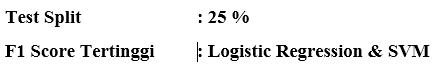 Test Split : 25 %
F1 Score Tertinggi : Logistic Regression & SVM